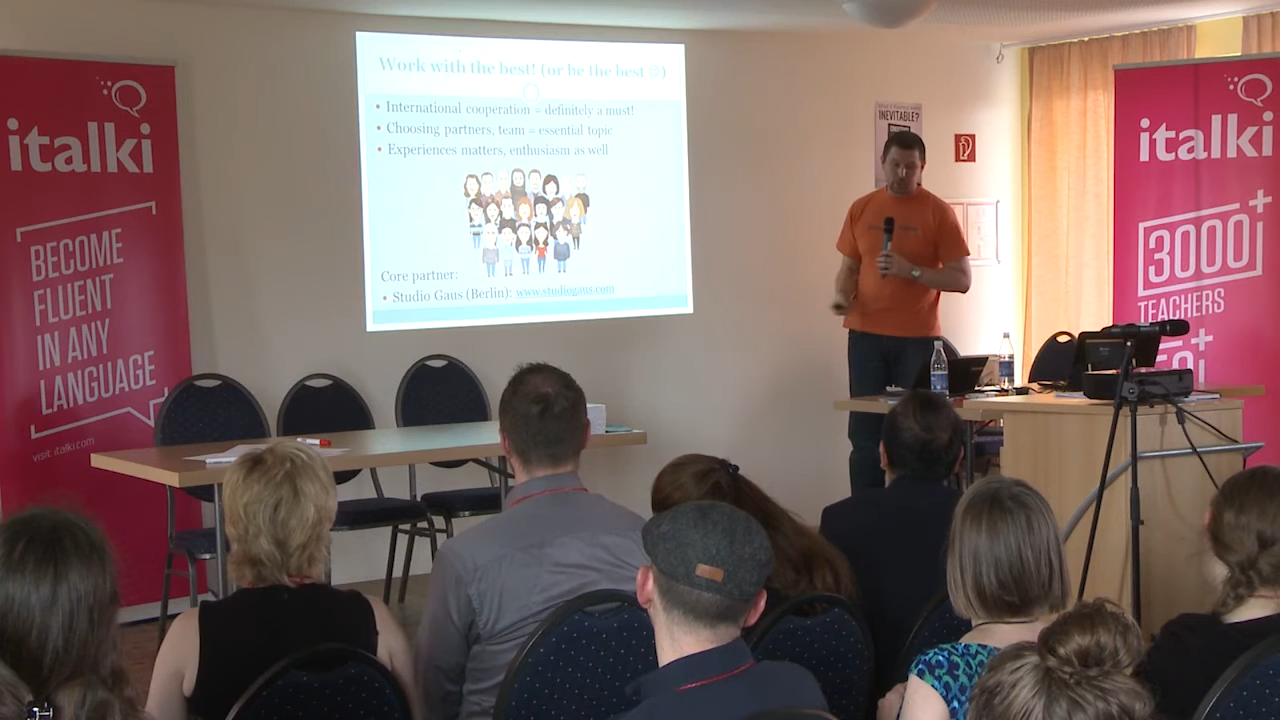 italki
BECOME
FLUENT
IN ANY
LANGUAGE
visit italki.com
Work with the best! (or be the best ☺)
• International cooperation = definitely a must!
• Choosing partners, team = essential topic
• Experiences matters, enthusiasm as well
Core partner:
• Studio Gaus (Berlin): www.studiogaus.com
INEVITABLE?
italki
3000+
TEACHERS